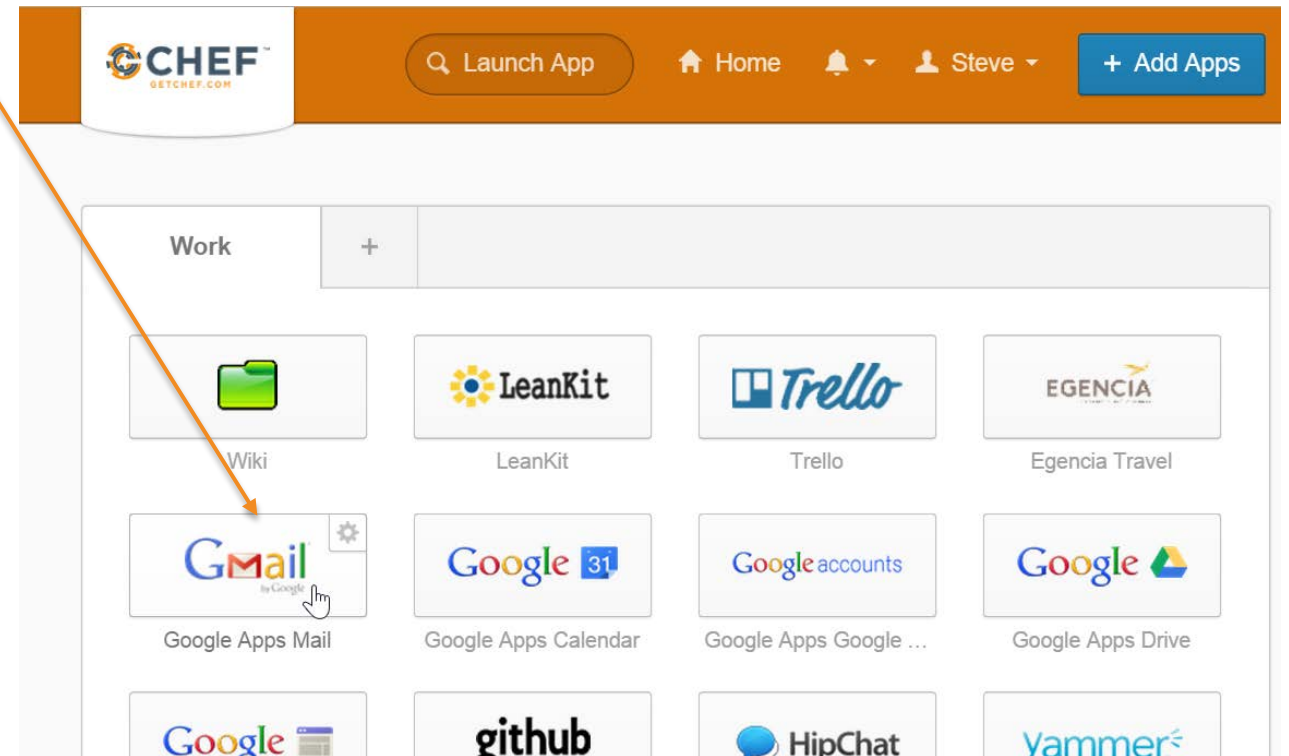 CHEF™
GETCHEF.COM
Launch App
Home
Steve
+ Add Apps
Work
+
LeanKit
Trello
EGENCIA
Wiki
LeanKit
Trello
Egencia Travel
GMail
by Google
Google 31
Google accounts
Google
Google Apps Mail
Google Apps Calendar
Google Apps Google ...
Google Apps Drive
Google
github
HipChat
yammer